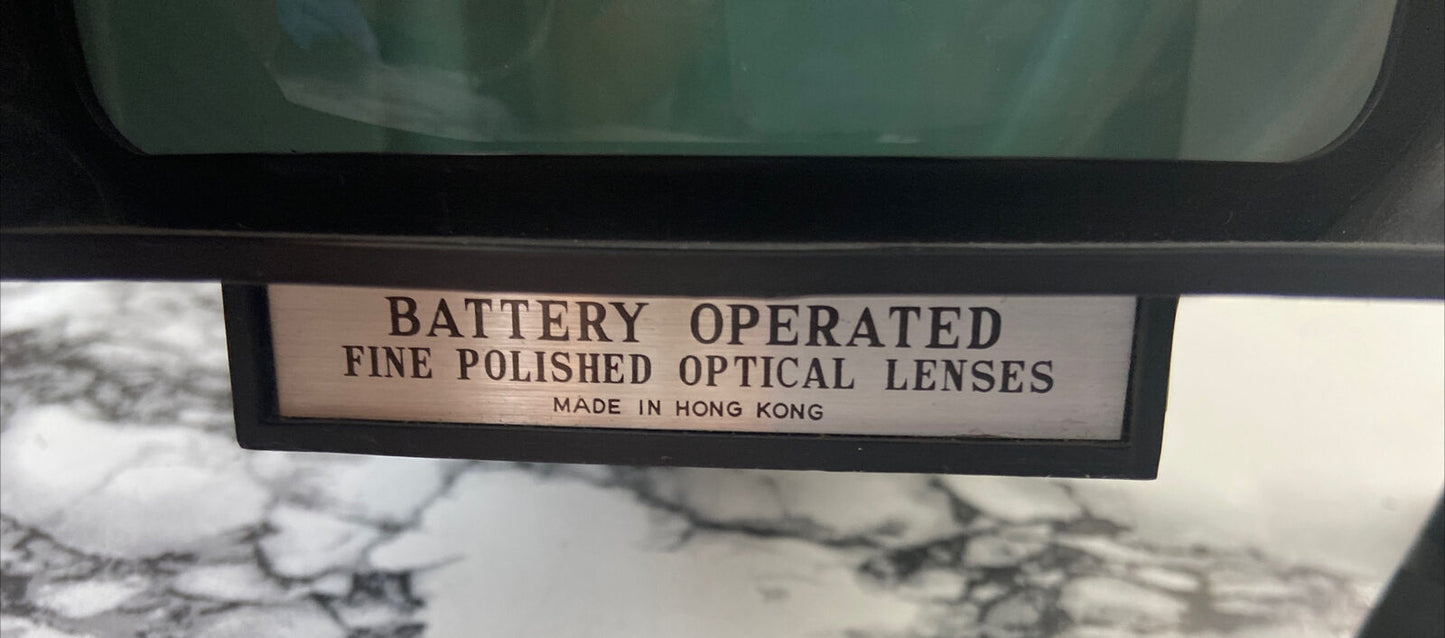 BATTERY OPERATED
FINE POLISHED OPTICAL LENSES
MADE IN HONG KONG